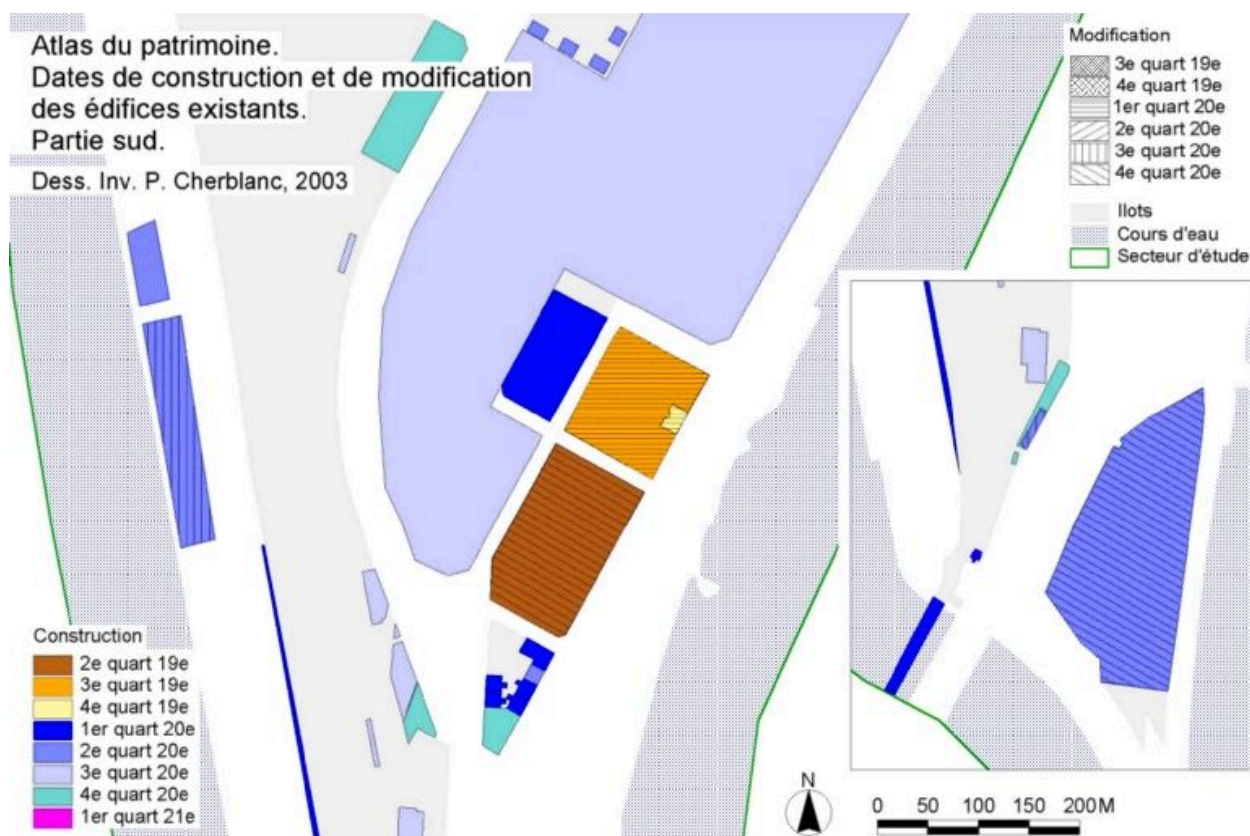 Atlas du patrimoine.
Dates de construction et de modification
des édifices existants.
Partie sud.
Dess. Inv. P. Cherblanc, 2003
Modification
3e quart 19e
4e quart 19e
1er quart 20e
2e quart 20e
3e quart 20e
4e quart 20e
Ilots
Cours d'eau
Secteur d'étude
Construction
2e quart 19e
3e quart 19e
4e quart 19e
1er quart 20e
2e quart 20e
3e quart 20e
4e quart 20e
1er quart 21e
N
0 50 100 150 200M